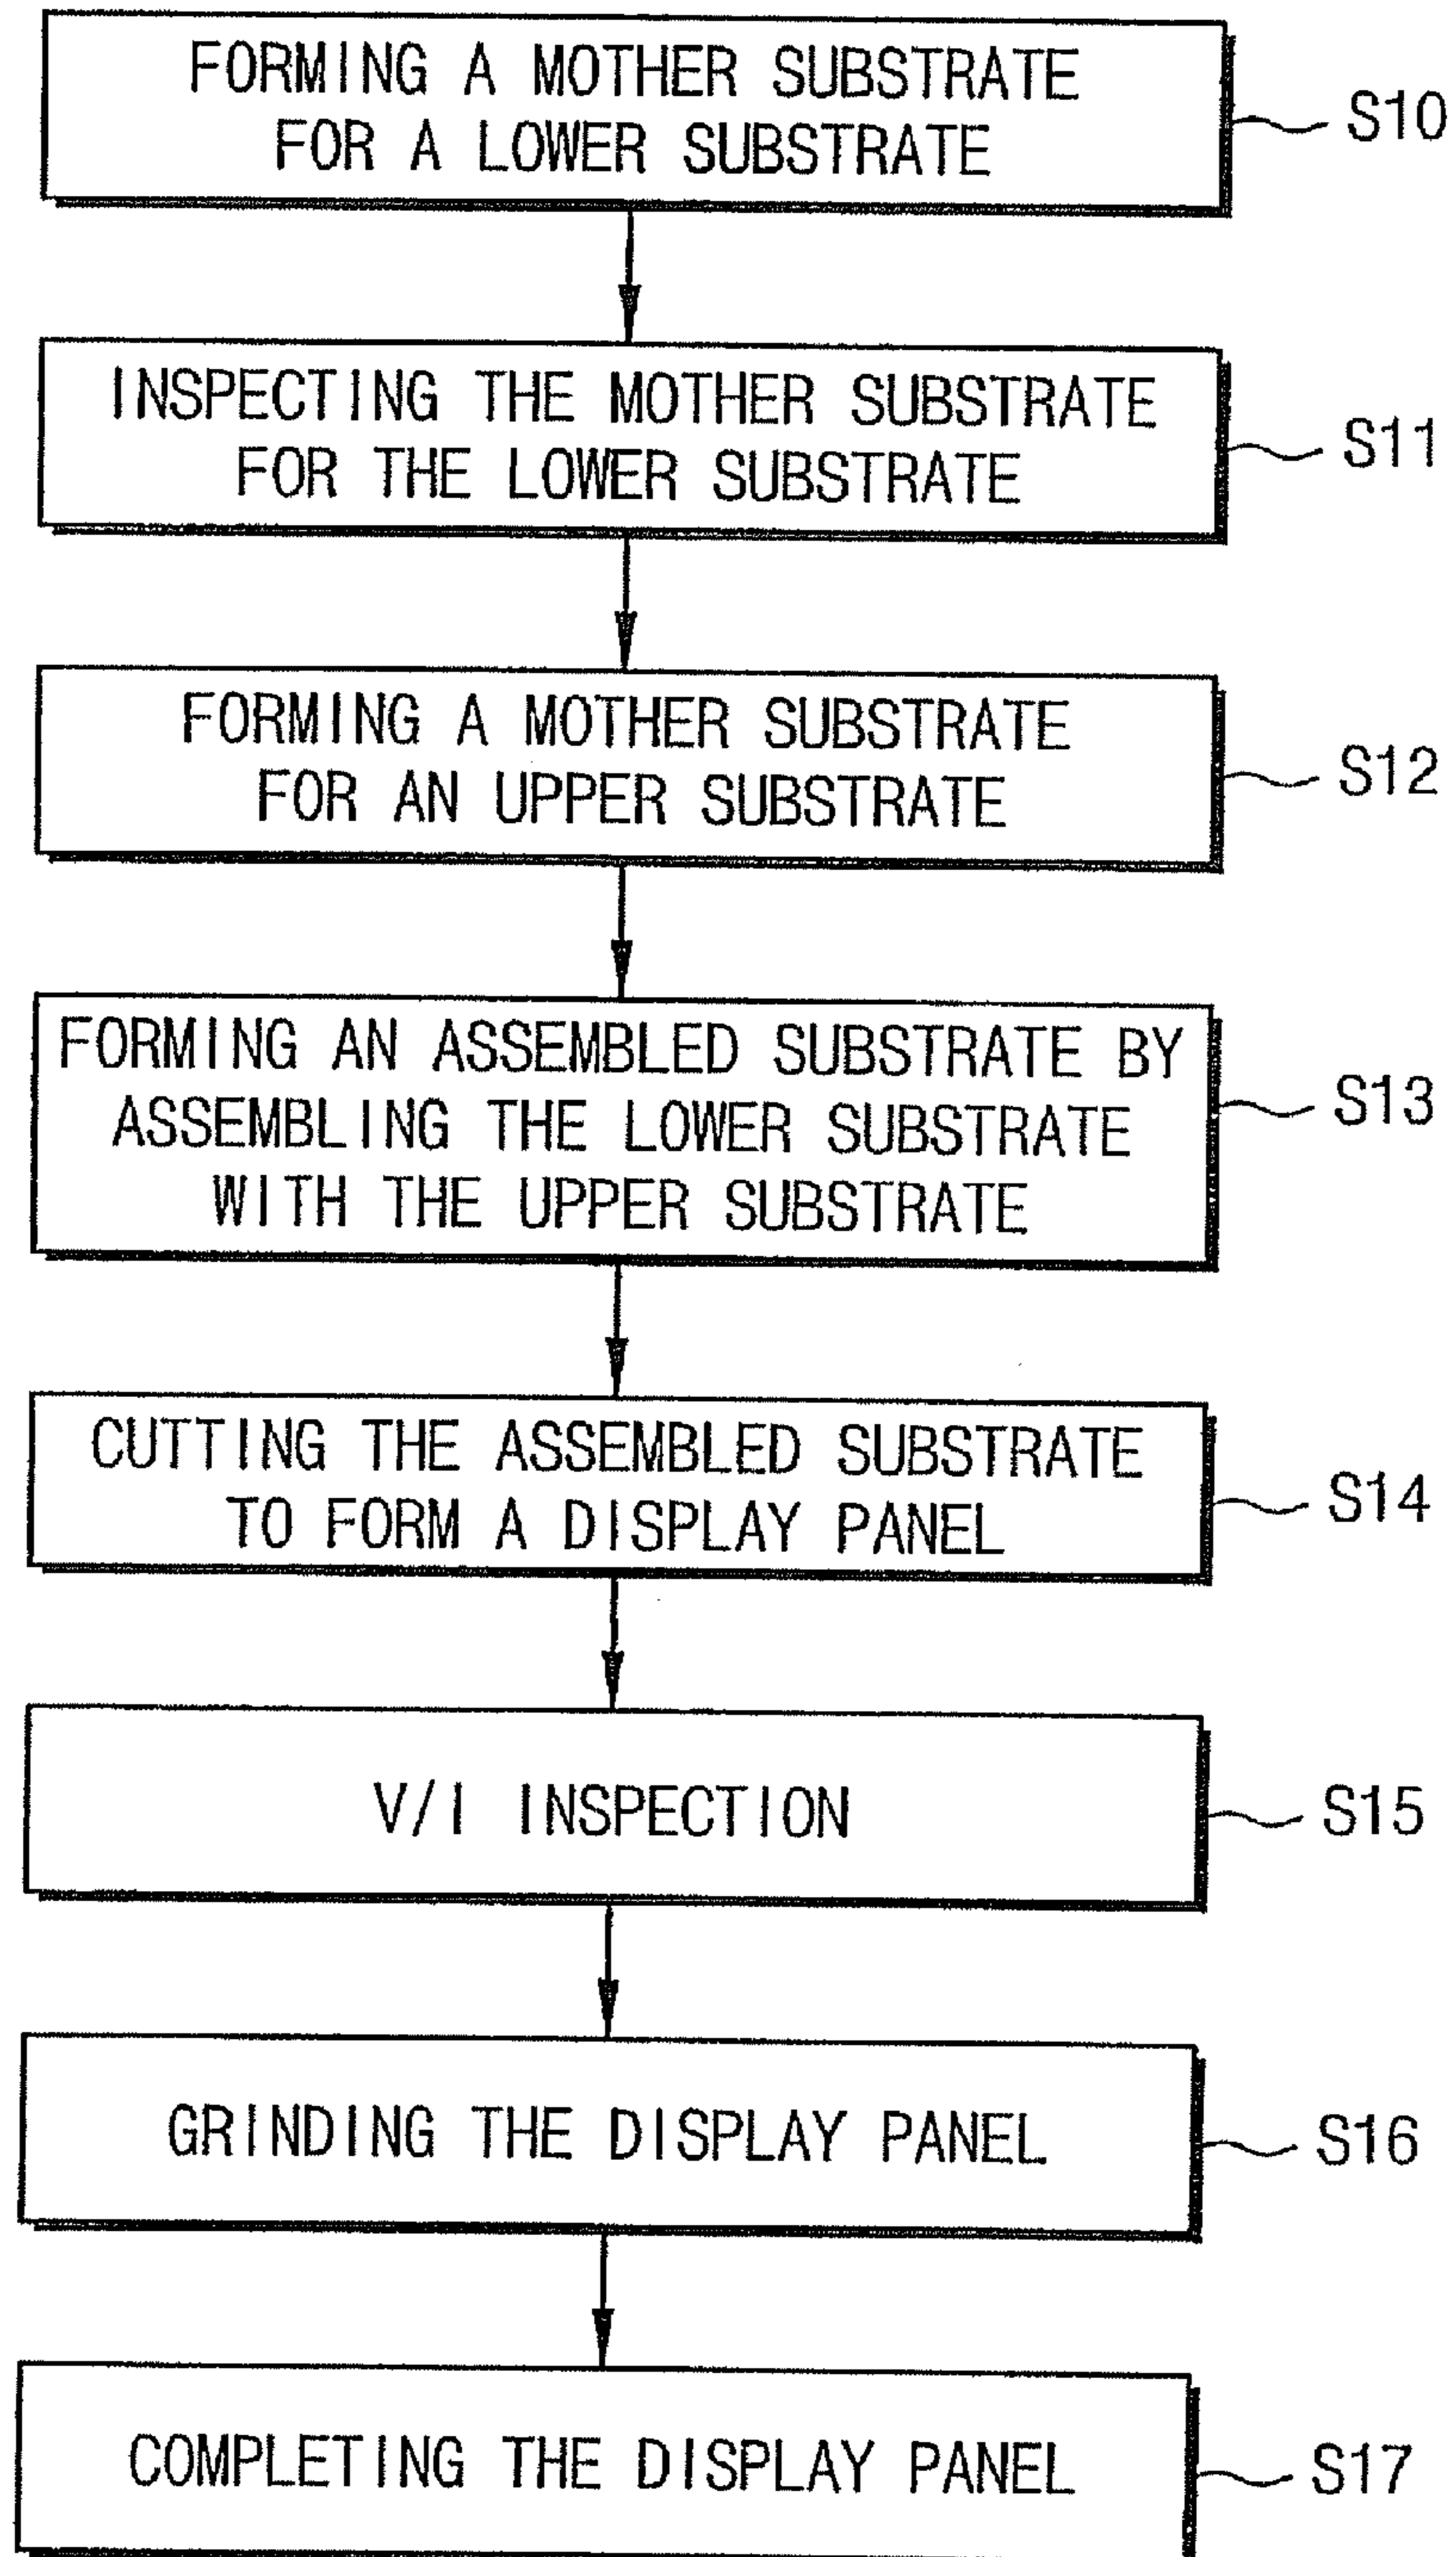 FORMING A MOTHER SUBSTRATE
FOR A LOWER SUBSTRATE
S10
INSPECTING THE MOTHER SUBSTRATE
FOR THE LOWER SUBSTRATE
S11
FORMING A MOTHER SUBSTRATE
FOR AN UPPER SUBSTRATE
S12
FORMING AN ASSEMBLED SUBSTRATE BY
ASSEMBLING THE LOWER SUBSTRATE
WITH THE UPPER SUBSTRATE
S13
CUTTING THE ASSEMBLED SUBSTRATE
TO FORM A DISPLAY PANEL
S14
V/I INSPECTION
S15
GRINDING THE DISPLAY PANEL
S16
COMPLETING THE DISPLAY PANEL
S17